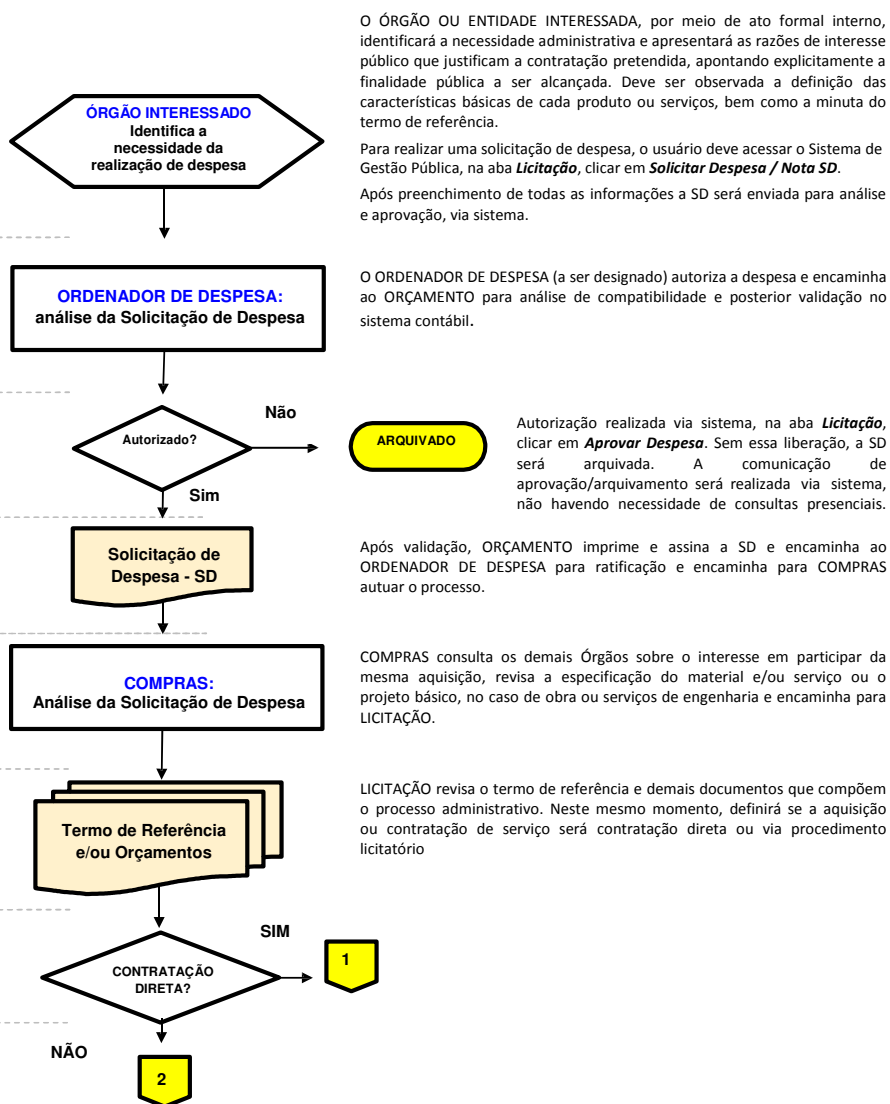 O ÓRGÃO OU ENTIDADE INTERESSADA, por meio de ato formal interno,
identificará a necessidade administrativa e apresentará as razões de interesse
público que justificam a contratação pretendida, apontando explicitamente a
finalidade pública a ser alcançada. Deve ser observada a definição das
características básicas de cada produto ou serviços, bem como a minuta do
termo de referência.
Para realizar uma solicitação de despesa, o usuário deve acessar o Sistema de
Gestão Pública, na aba Licitação, clicar em Solicitar Despesa / Nota SD.
Após preenchimento de todas as informações a SD será enviada para análise
e aprovação, via sistema.
ÓRGÃO INTERESSADO
Identifica a
necessidade da
realização de despesa
ORDENADOR DE DESPESA:
análise da Solicitação de Despesa
O ORDENADOR DE DESPESA (a ser designado) autoriza a despesa e encaminha
ao ORÇAMENTO para análise de compatibilidade e posterior validação no
sistema contábil.
Autorizado?
Não
Sim
ARQUIVADO
Autorização realizada via sistema, na aba Licitação,
clicar em Aprovar Despesa. Sem essa liberação, a SD
será arquivada. A comunicação de
aprovação/arquivamento será realizada via sistema,
não havendo necessidade de consultas presenciais.
Solicitação de
Despesa - SD
Após validação, ORÇAMENTO imprime e assina a SD e encaminha ao
ORDENADOR DE DESPESA para ratificação e encaminha para COMPRAS
autuar o processo.
COMPRAS:
Análise da Solicitação de Despesa
COMPRAS consulta os demais Órgãos sobre o interesse em participar da
mesma aquisição, revisa a especificação do material e/ou serviço ou o
projeto básico, no caso de obra ou serviços de engenharia e encaminha para
LICITAÇÃO.
Termo de Referência
e/ou Orçamentos
LICITAÇÃO revisa o termo de referência e demais documentos que compõem
o processo administrativo. Neste mesmo momento, definirá se a aquisição
ou contratação de serviço será contratação direta ou via procedimento
licitatório
CONTRATAÇÃO
DIRETA?
SIM
1
NÃO
2